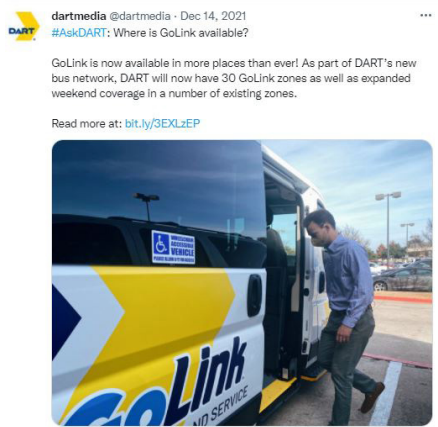 DART
dartmedia @dartmedia · Dec 14, 2021
#AskDART: Where is GoLink available?
GoLink is now available in more places than ever! As part of DART's new
bus network, DART will now have 30 GoLink zones as well as expanded
weekend coverage in a number of existing zones.
Read more at: bit.ly/3EXLzEP
VEHICLE
GoLink
ND SERVICE